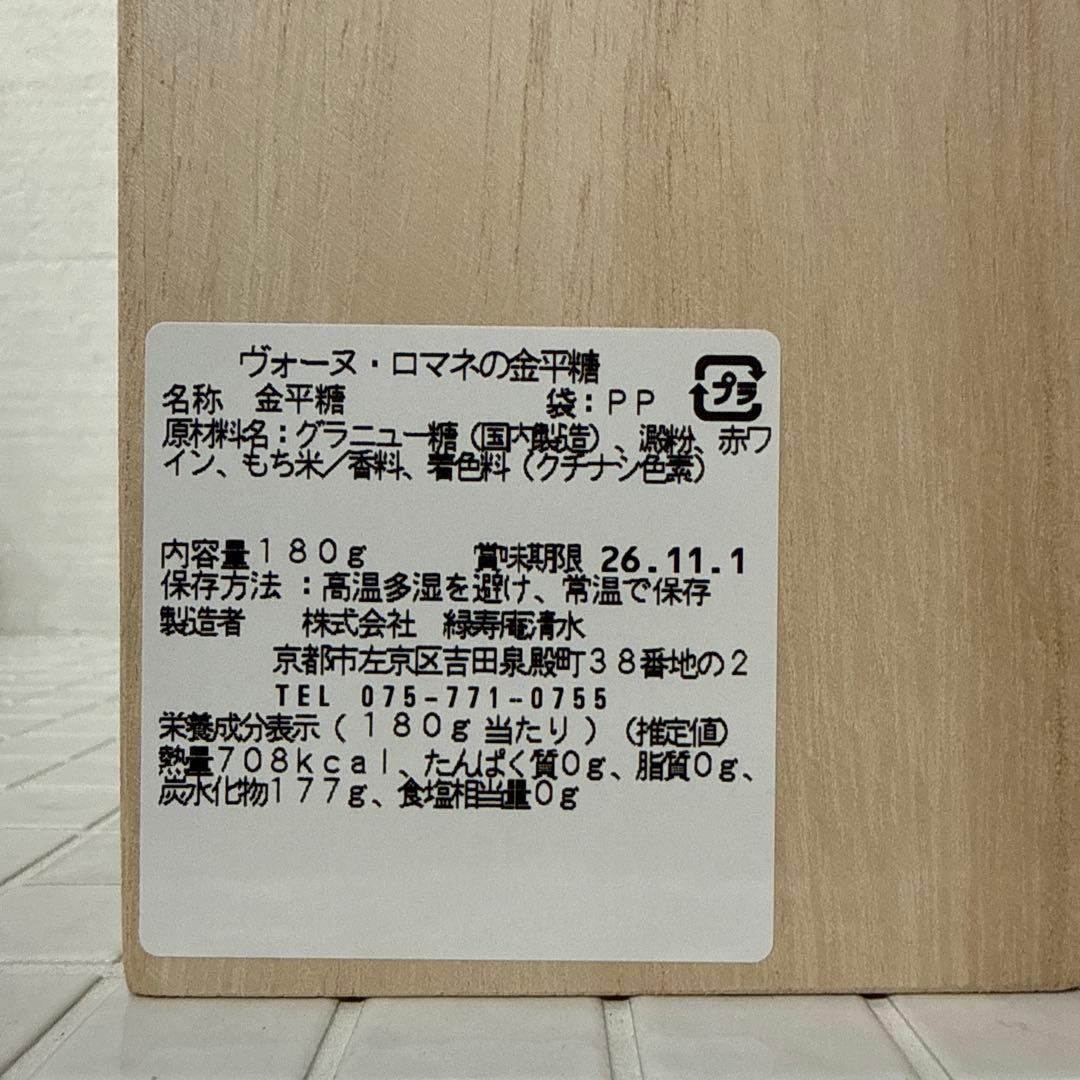 ヴォーヌ・ロマネの金平糖
名称　金平糖　袋：ＰＰ　プラ
原材料名：グラニュー糖（国内製造）、澱粉、赤ワ
イン、もち米／香料、着色料（クチナシ色素）
内容量１８０ｇ　賞味期限 26.11.1
保存方法：高温多湿を避け、常温で保存
製造者　株式会社　緑寿庵清水
京都市左京区吉田泉殿町３８番地の２
TEL 075-771-0755
栄養成分表示（１８０ｇ当たり）（推定値）
熱量708kcal、たんぱく質0g、脂質0g、
炭水化物177g、食塩相当量0g